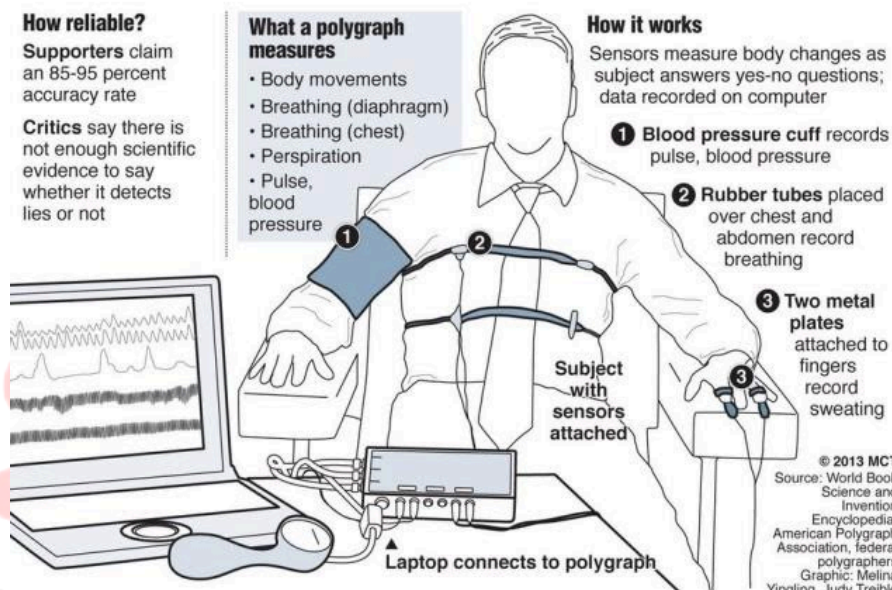 How reliable?
Supporters claim
an 85-95 percent
accuracy rate
Critics say there is
not enough scientific
evidence to say
whether it detects
lies or not
What a polygraph
measures
• Body movements
• Breathing (diaphragm)
• Breathing (chest)
• Perspiration
• Pulse,
blood
pressure
How it works
Sensors measure body changes as
subject answers yes-no questions;
data recorded on computer
1 Blood pressure cuff records
pulse, blood pressure
2 Rubber tubes placed
over chest and
abdomen record
breathing
3 Two metal
plates
attached to
fingers
record
sweating
1
2
3
Subject
with
sensors
attached
Laptop connects to polygraph
© 2013 MCT
Source: World Book
Science and
Invention
Encyclopedia,
American Polygraph
Association, federal
polygraphers
Graphic: Melina
Yingling, Judy Treible